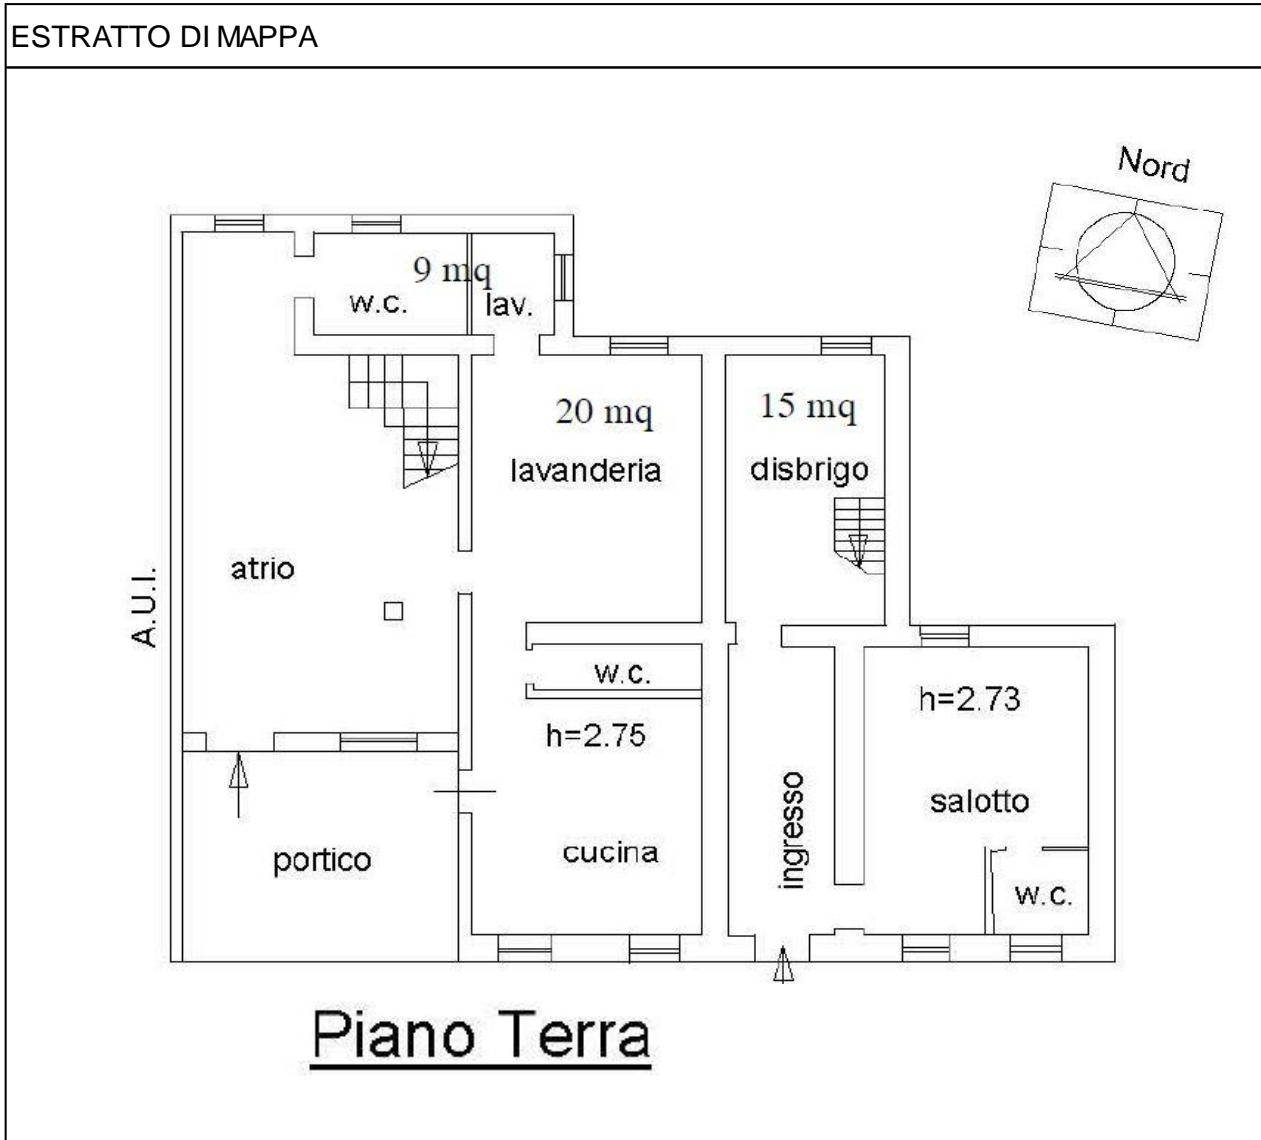 ESTRATTO DI MAPPA
Nord
9 mq
w.c.
lav.
20 mq
15 mq
lavanderia
disbrigo
atrio
A.U.I.
w.c.
h=2.75
h=2.73
ingresso
salotto
portico
cucina
w.c.
Piano Terra